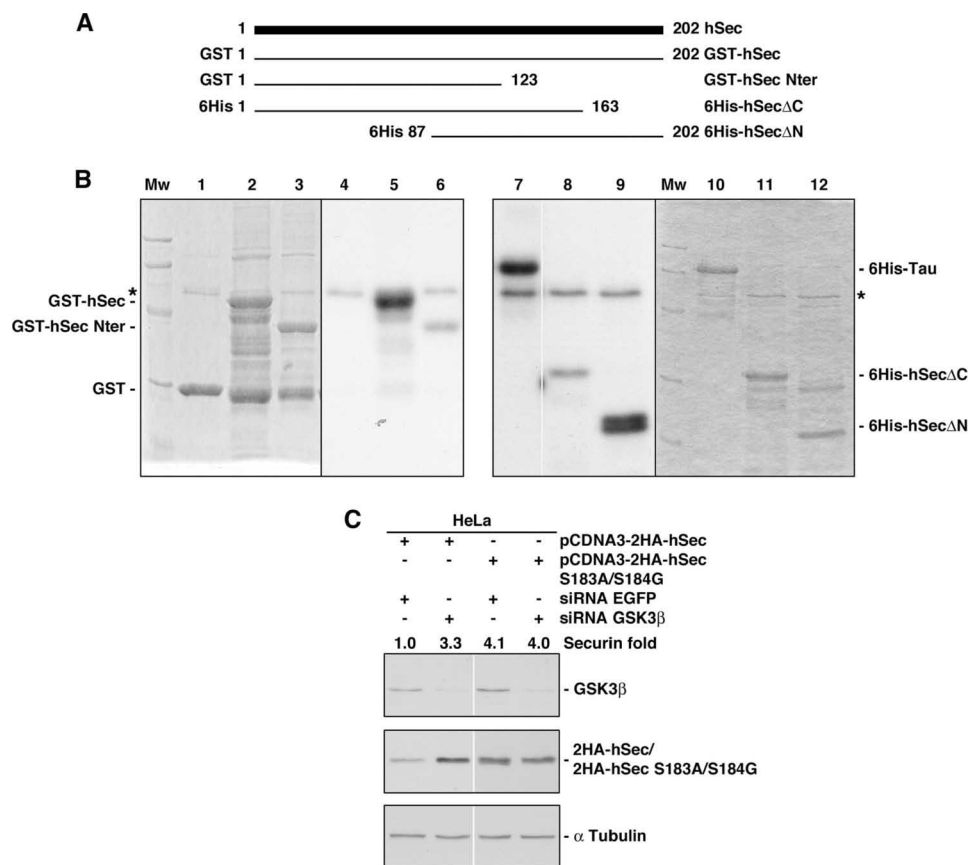 A
1 202 hSec
GST 1 202 GST-hSec
GST 1 123 GST-hSec Nter
6His 1 163 6His-hSecΔC
6His 87 202 6His-hSecΔN
B
Mw 1 2 3 4 5 6 7 8 9 Mw 10 11 12
- 6His-Tau
* *
GST-hSec -
GST-hSec Nter -
GST -
- 6His-hSecΔC
- 6His-hSecΔN
C
HeLa
+ + - - pCDNA3-2HA-hSec
- - + + pCDNA3-2HA-hSec
S183A/S184G
+ - + - siRNA EGFP
- + - + siRNA GSK3β
1.0 3.3 4.1 4.0 Securin fold
- GSK3β
2HA-hSec/
- 2HA-hSec S183A/S184G
- α Tubulin